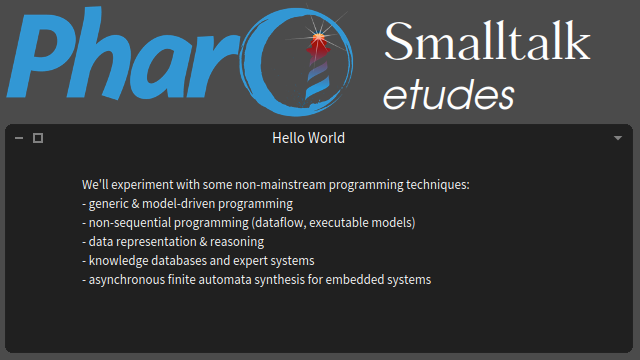 Pharo
Smalltalk
etudes
Hello World
We'll experiment with some non-mainstream programming techniques:
- generic & model-driven programming
- non-sequential programming (dataflow, executable models)
- data representation & reasoning
- knowledge databases and expert systems
- asynchronous finite automata synthesis for embedded systems